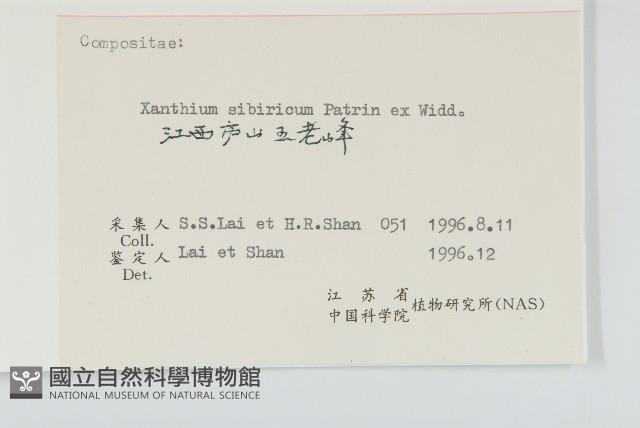 Compositae:
Xanthium sibiricum Patrin ex Widd.
江西庐山五老峰
采集人 S.S.Lai et H.R.Shan 051 1996.8.11
Coll.
鉴定人 Lai et Shan 1996.12
Det.
江苏省
中国科学院 植物研究所(NAS)
國立自然科學博物館
NATIONAL MUSEUM OF NATURAL SCIENCE